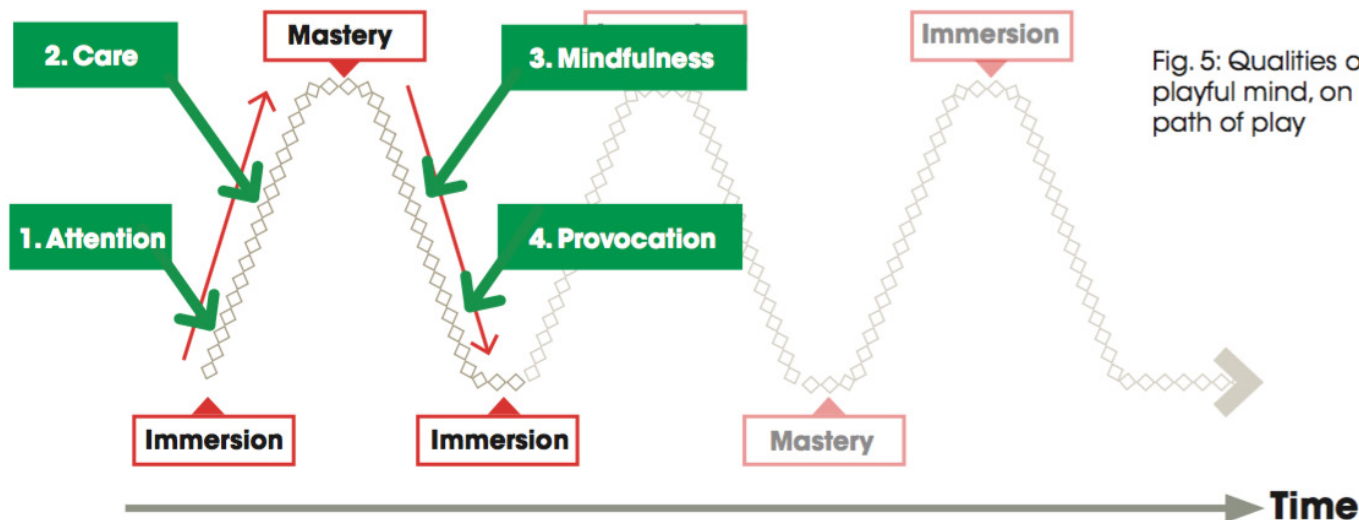 Mastery
2. Care
3. Mindfulness
Immersion
Fig. 5: Qualities
playful mind, on
path of play
1. Attention
4. Provocation
Immersion
Immersion
Mastery
Time